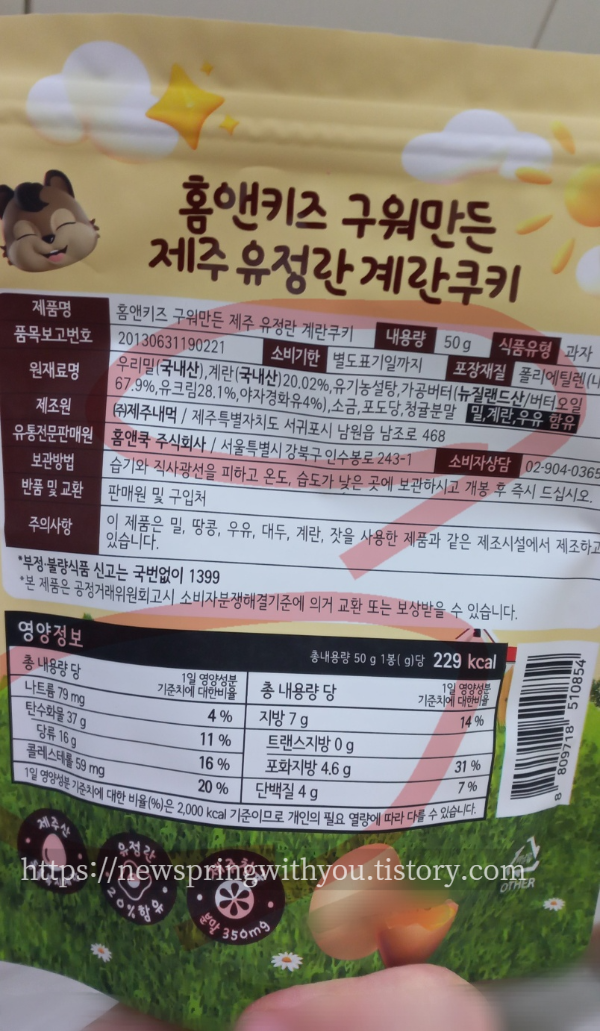 홈앤키즈 구워만든
제주 유정란 계란쿠키
제품명 홈앤키즈 구워만든 제주 유정란 계란쿠키 내용량 50 g 식품유형 과자
품목보고번호 20130631190221 소비기한 별도표기일까지 포장재질 폴리에틸렌(내
원재료명 우리밀(국내산),계란(국내산)20.02%,유기농설탕,가공버터(뉴질랜드산/버터오일
67.9%,유크림28.1%,야자경화유4%),소금,포도당,청귤분말 밀,계란,우유 함유
제조원 (주)제주내먹 / 제주특별자치도 서귀포시 남원읍 남조로 468
유통전문판매원 홈앤쿡 주식회사 / 서울특별시 강북구 인수봉로 243-1 소비자상담 02-904-0365
보관방법 습기와 직사광선을 피하고 온도, 습도가 낮은 곳에 보관하시고 개봉 후 즉시 드십시오.
반품 및 교환 판매원 및 구입처
주의사항 이 제품은 밀, 땅콩, 우유, 대두, 계란, 잣을 사용한 제품과 같은 제조시설에서 제조하고
있습니다.
*부정·불량식품 신고는 국번없이 1399
*본 제품은 공정거래위원회고시 소비자분쟁해결기준에 의거 교환 또는 보상받을 수 있습니다.
영양정보 총내용량 50 g 1봉( g)당 229 kcal
총 내용량 당 1일 영양성분 기준치에 대한비율 총 내용량 당 1일 영양성분 기준치에 대한비율
나트륨 79 mg 4 % 지방 7 g 14 %
탄수화물 37 g 11 % 트랜스지방 0 g
당류 16 g 16 % 포화지방 4.6 g 31 %
콜레스테롤 59 mg 20 % 단백질 4 g 7 %
1일 영양성분 기준치에 대한 비율(%)은 2,000 kcal 기준이므로 개인의 필요 열량에 따라 다를 수 있습니다.
8 809718 510854
제주산
유정란
20%함유
분말 350mg
OTHER
https://newspringwithyou.tistory.com